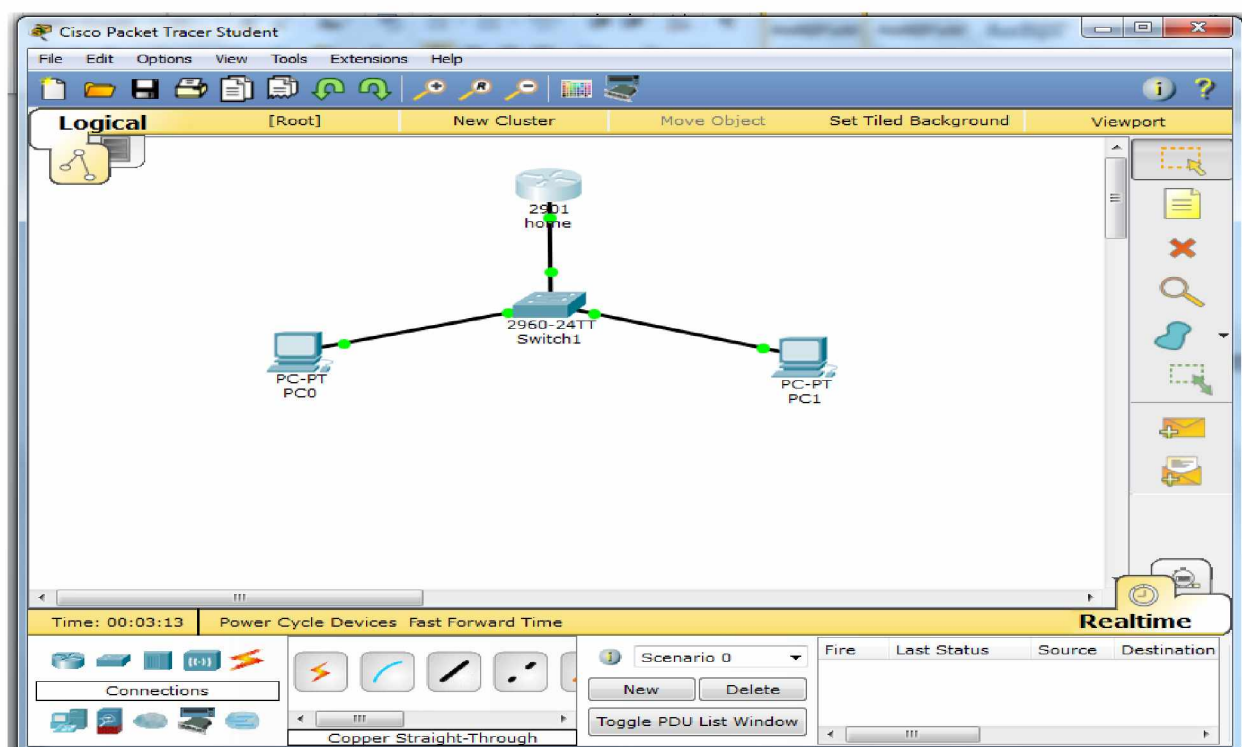 Cisco Packet Tracer Student
File Edit Options View Tools Extensions Help
Logical [Root] New Cluster Move Object Set Tiled Background Viewport
2901
home
2960-24TT
Switch1
PC-PT
PC0
PC-PT
PC1
Time: 00:03:13 Power Cycle Devices Fast Forward Time Realtime
Connections
Copper Straight-Through
Scenario 0
New Delete
Toggle PDU List Window
Fire Last Status Source Destination